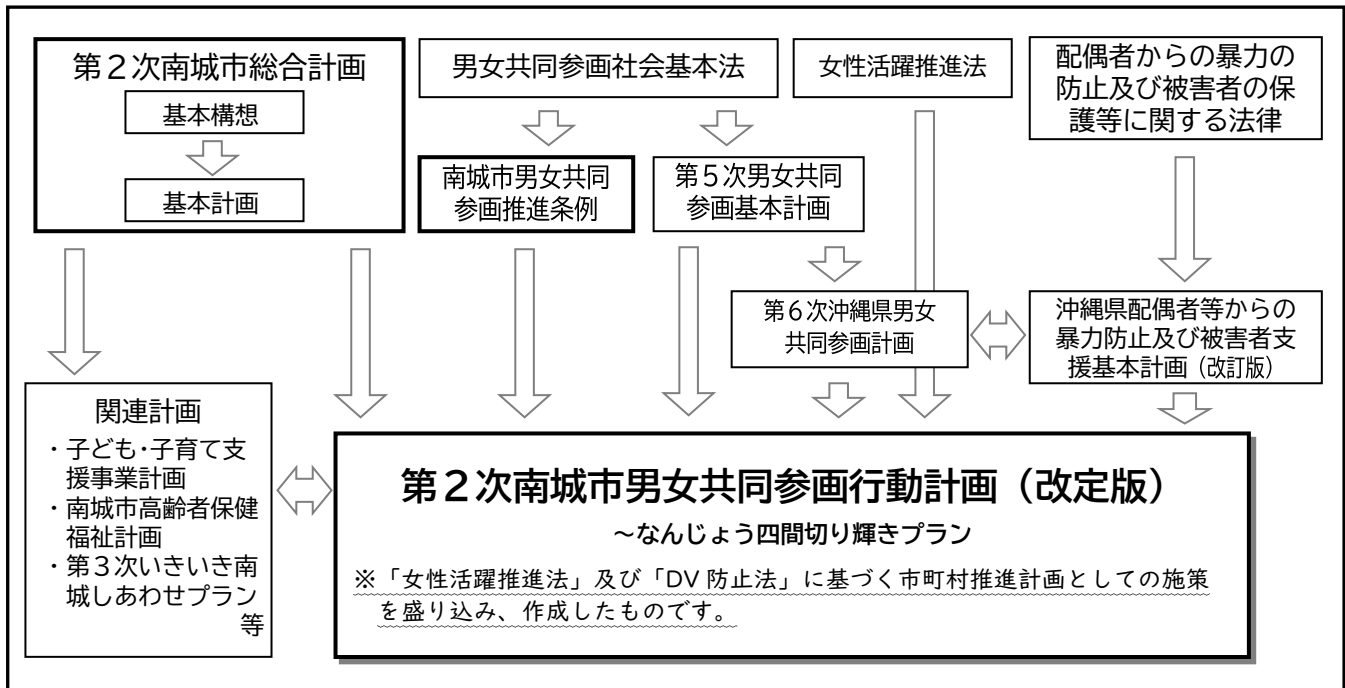 第２次南城市総合計画
基本構想
基本計画
男女共同参画社会基本法
女性活躍推進法
配偶者からの暴力の
防止及び被害者の保
護等に関する法律
南城市男女共同
参画推進条例
第５次男女共同
参画基本計画
第６次沖縄県男女
共同参画計画
沖縄県配偶者等からの
暴力防止及び被害者支
援基本計画（改訂版）
関連計画
・子ども・子育て支
援事業計画
・南城市高齢者保健
福祉計画
・第３次いきいき南
城しあわせプラン
等
第２次南城市男女共同参画行動計画（改定版）
～なんじょう四間切り輝きプラン
※「女性活躍推進法」及び「DV 防止法」に基づく市町村推進計画としての施策
を盛り込み、作成したものです。